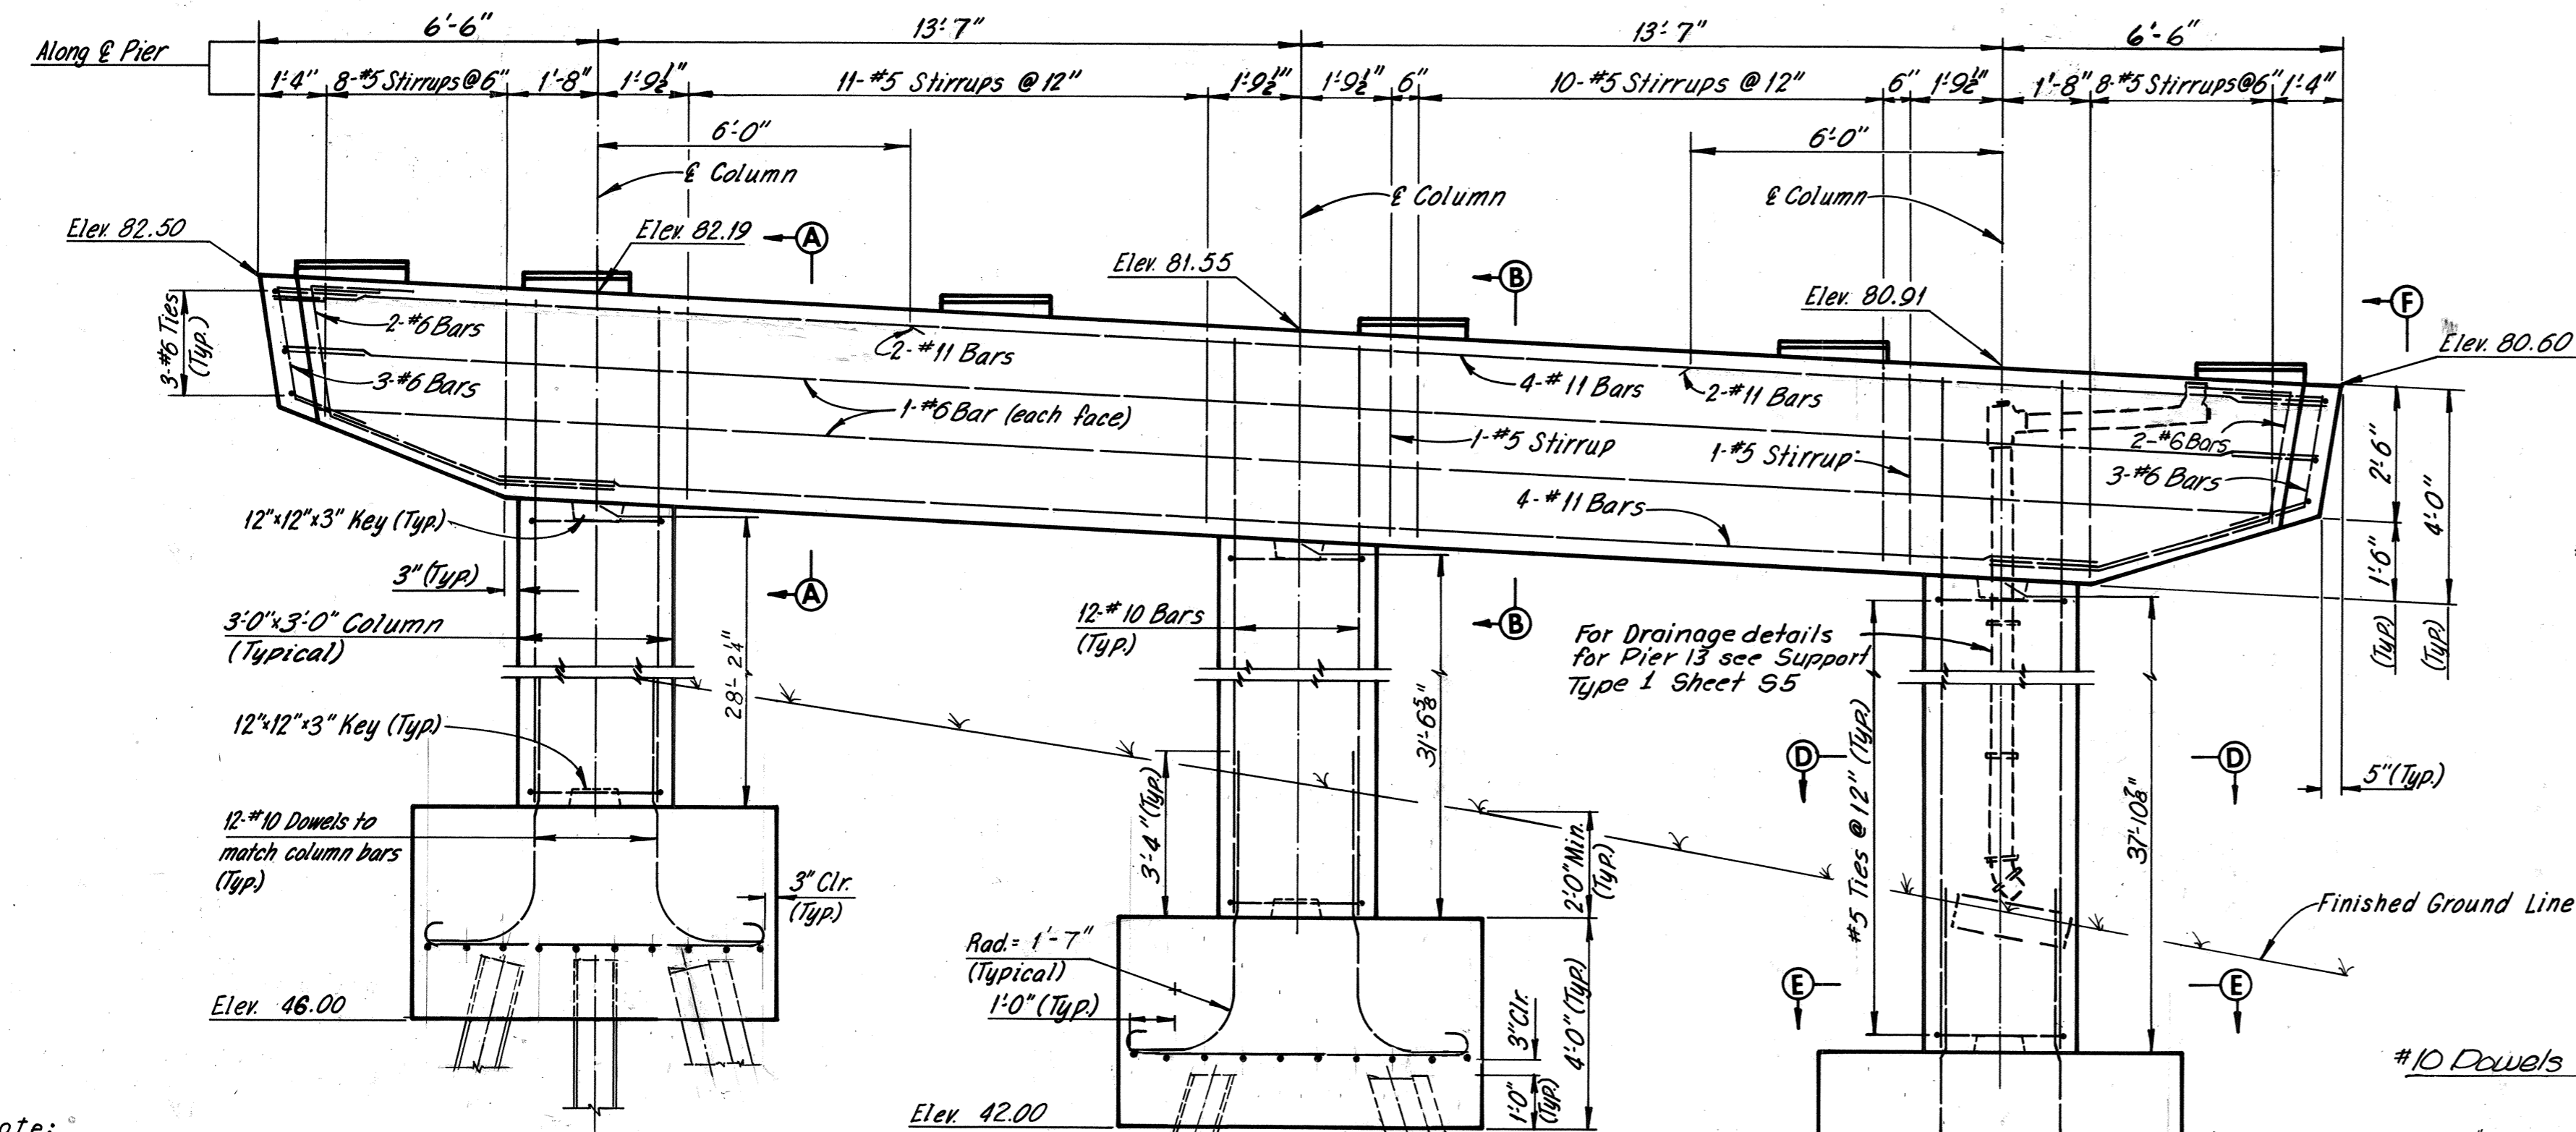 6'-6"
13'-7"
13'-7"
6'-6"
Along ℄ Pier
1'-4"
8-#5 Stirrups @ 6"
1'-8"
1'-9½"
11-#5 Stirrups @ 12"
1'-9½"
1'-9½"
6"
10-#5 Stirrups @ 12"
6"
1'-9½"
1'-8"
8-#5 Stirrups@6"
1'-4"
6'-0"
6'-0"
℄ Column
℄ Column
℄ Column
Elev. 82.50
Elev. 82.19
A
Elev. 81.55
B
Elev. 80.91
F
Elev. 80.60
3-#6 Ties
(Typ.)
2-#6 Bars
3-#6 Bars
2-#11 Bars
1-#6 Bar (each face)
4-#11 Bars
2-#11 Bars
1-#5 Stirrup
1-#5 Stirrup
2-#6 Bars
3-#6 Bars
4-#11 Bars
2'-6"
1'-6"
(Typ.)
4'-0"
(Typ.)
12"x12"x3" Key (Typ.)
3" (Typ.)
A
B
3'-0"x3'-0" Column
(Typical)
28'-2¼"
12-#10 Bars
(Typ.)
31'-6⅝"
For Drainage details
for Pier 13 see Support
Type 1 Sheet S5
12"x12"x3" Key (Typ.)
3'-4" (Typ.)
#5 Ties @ 12" (Typ.)
37'-10⅞"
D
D
5" (Typ.)
12-#10 Dowels to
match column bars
(Typ.)
3" Clr.
(Typ.)
2'-0" Min.
(Typ.)
Finished Ground Line
Rad. = 1'-7"
(Typical)
1'-0" (Typ.)
3" Clr.
4'-0" (Typ.)
E
E
Elev. 46.00
#10 Dowels
1'-0"
(Typ.)
Elev. 42.00
ote: